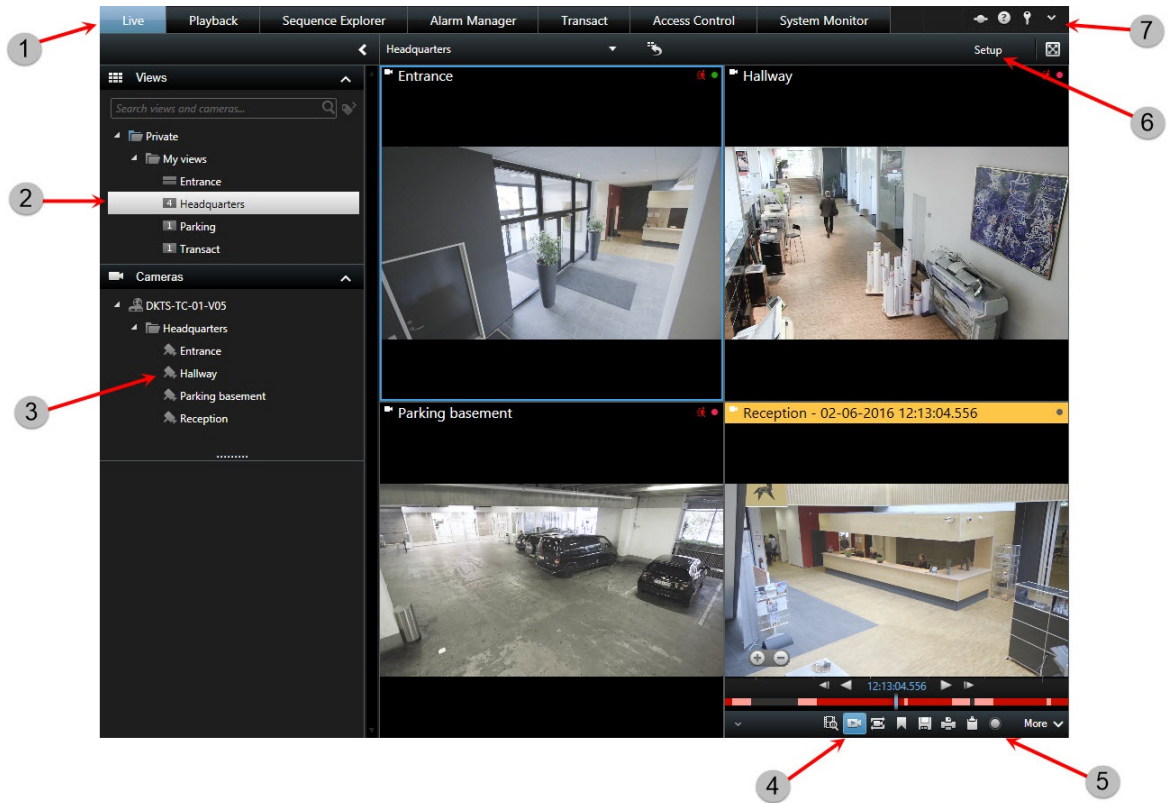 Live Playback Sequence Explorer Alarm Manager Transact Access Control System Monitor
1
7
Headquarters
Setup
6
Views
Search views and cameras...
Private
My views
Entrance
2
4 Headquarters
1 Parking
1 Transact
Cameras
DKTS-TC-01-V05
Headquarters
Entrance
Hallway
3
Parking basement
Reception
Entrance
Hallway
Parking basement
Reception - 02-06-2016 12:13:04.556
12:13:04.556
More
4
5